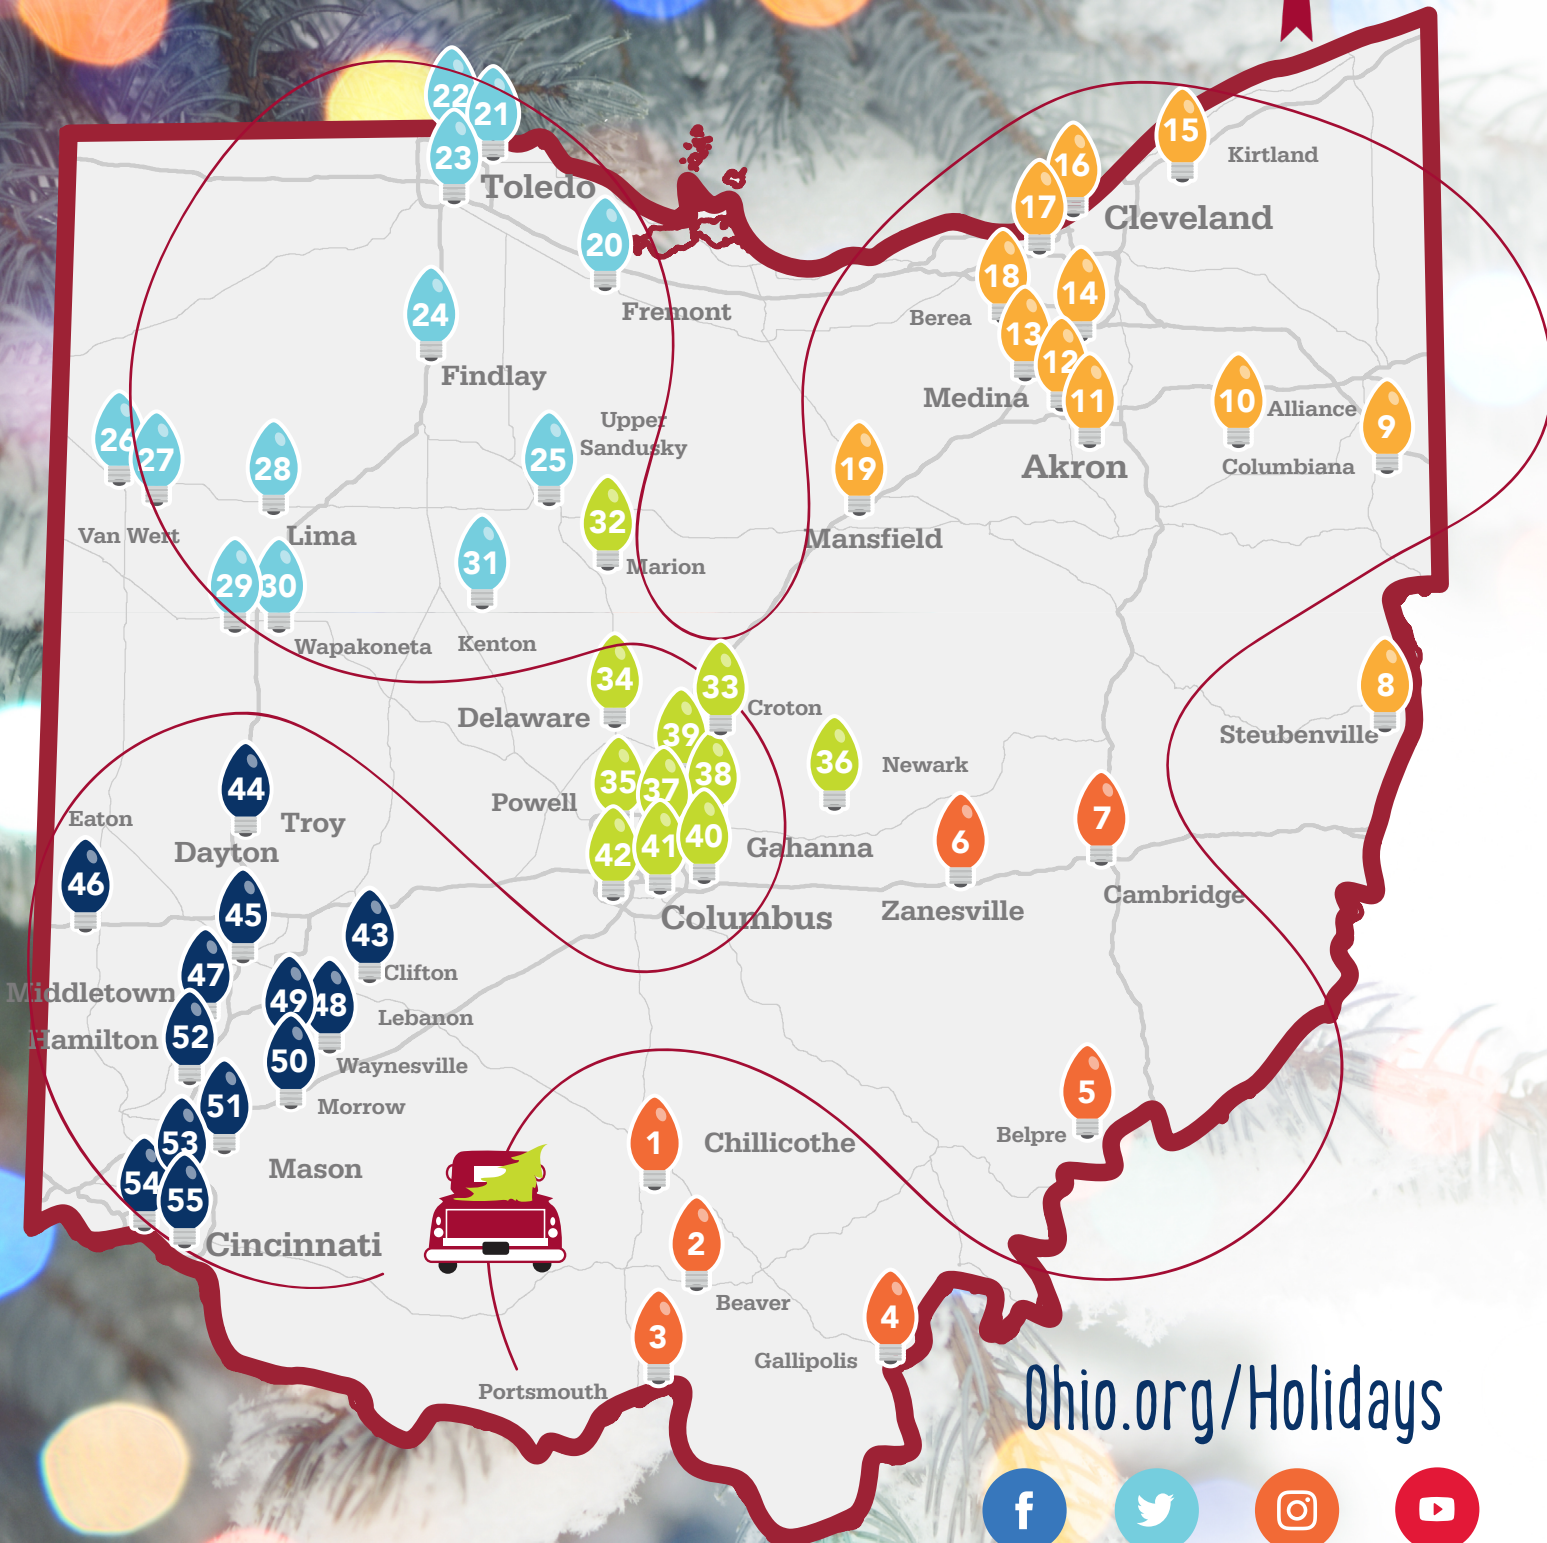 22
21
23
Toledo
15
Kirtland
16
17
Cleveland
20
Fremont
18
14
Berea
13
12
24
Findlay
Medina
11
10
Alliance
9
Columbiana
Akron
26
27
28
25
Upper
Sandusky
19
Mansfield
32
Marion
Van Wert
Lima
31
29
30
Wapakoneta
Kenton
34
33
Croton
Delaware
39
8
Steubenville
35
37
38
36
Newark
Powell
42
41
40
Gahanna
6
7
Columbus
Zanesville
Cambridge
44
Troy
Eaton
Dayton
46
45
43
Clifton
47
Middletown
49
48
Lebanon
52
Hamilton
50
Waynesville
51
Morrow
53
54
55
Mason
Cincinnati
5
Belpre
1
Chillicothe
2
Beaver
3
4
Gallipolis
Portsmouth
Ohio.org/Holidays